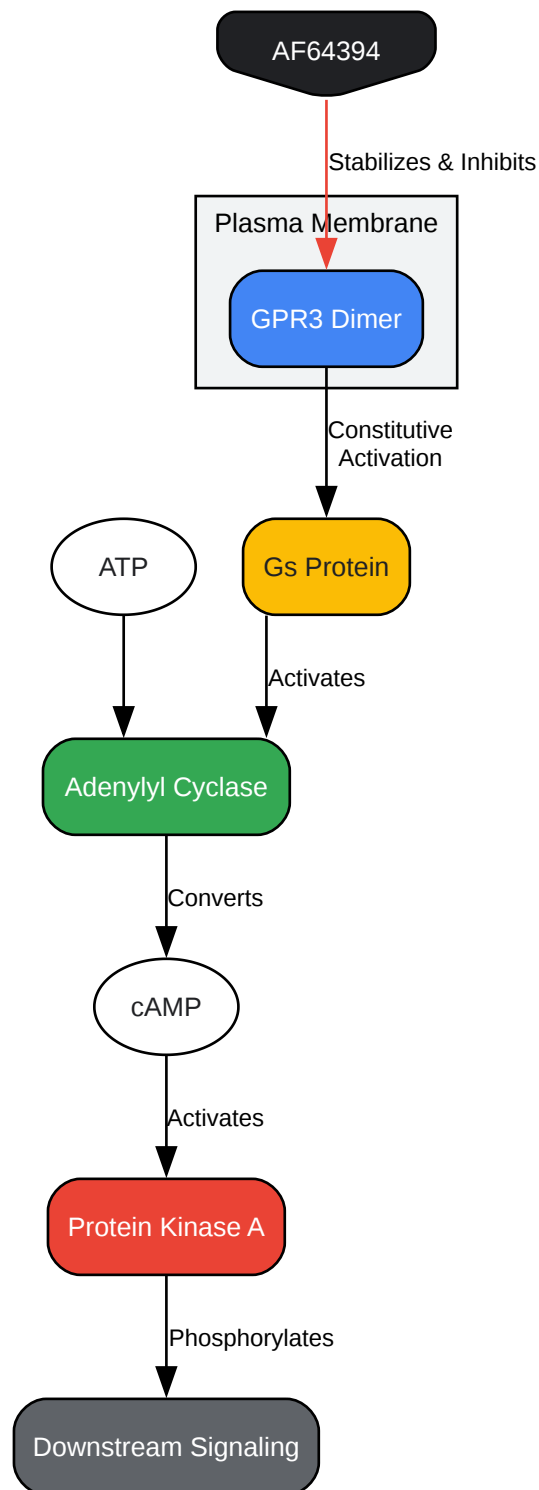 AF64394
Stabilizes & Inhibits
Plasma Membrane
GPR3 Dimer
Constitutive
Activation
ATP
Gs Protein
Activates
Adenylyl Cyclase
Converts
cAMP
Activates
Protein Kinase A
Phosphorylates
Downstream Signaling